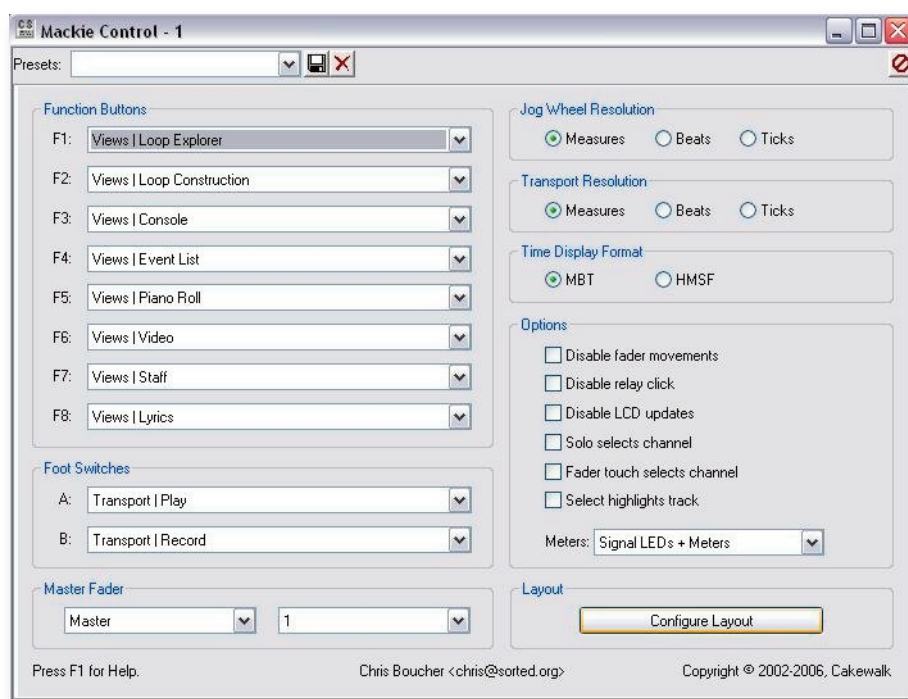 CS
Mackie Control - 1
Presets:
Function Buttons
F1: Views | Loop Explorer
F2: Views | Loop Construction
F3: Views | Console
F4: Views | Event List
F5: Views | Piano Roll
F6: Views | Video
F7: Views | Staff
F8: Views | Lyrics
Foot Switches
A: Transport | Play
B: Transport | Record
Master Fader
Master 1
Jog Wheel Resolution
Measures Beats Ticks
Transport Resolution
Measures Beats Ticks
Time Display Format
MBT HMSF
Options
Disable fader movements
Disable relay click
Disable LCD updates
Solo selects channel
Fader touch selects channel
Select highlights track
Meters: Signal LEDs + Meters
Layout
Configure Layout
Press F1 for Help. Chris Boucher <chris@sorted.org> Copyright © 2002-2006, Cakewalk